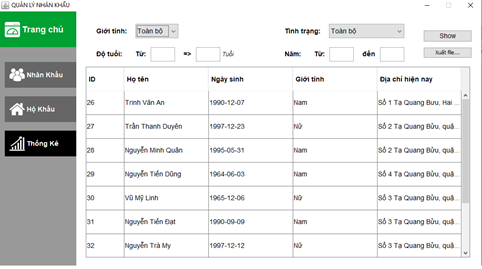 QUẢN LÝ NHÂN KHẨU
Trang chủ
Nhân Khẩu
Hộ Khẩu
Thống Kê
Giới tính: Toàn bộ Tình trạng: Toàn bộ Show
Độ tuổi: Từ: => Tuổi Năm: Từ: đến Xuất file...
ID Họ tên Ngày sinh Giới tính Địa chỉ hiện nay
26 Trinh Văn An 1990-12-07 Nam Số 1 Tạ Quang Bưu, Hai ...
27 Trần Thanh Duyên 1997-12-23 Nữ Số 2 Tạ Quang Bửu, quậ...
28 Nguyễn Minh Quân 1995-05-31 Nam Số 2 Tạ Quang Bửu, quậ...
29 Nguyễn Tiến Dũng 1964-06-03 Nam Số 4 Tạ Quang Bửu, quậ...
30 Vũ Mỹ Linh 1965-12-06 Nữ Số 3 Tạ Quang Bửu, quậ...
31 Nguyễn Tiến Đạt 1990-09-09 Nam Số 3 Tạ Quang Bửu, quậ...
32 Nguyễn Trà My 1997-12-12 Nữ Số 3 Tạ Quang Bửu, quậ...